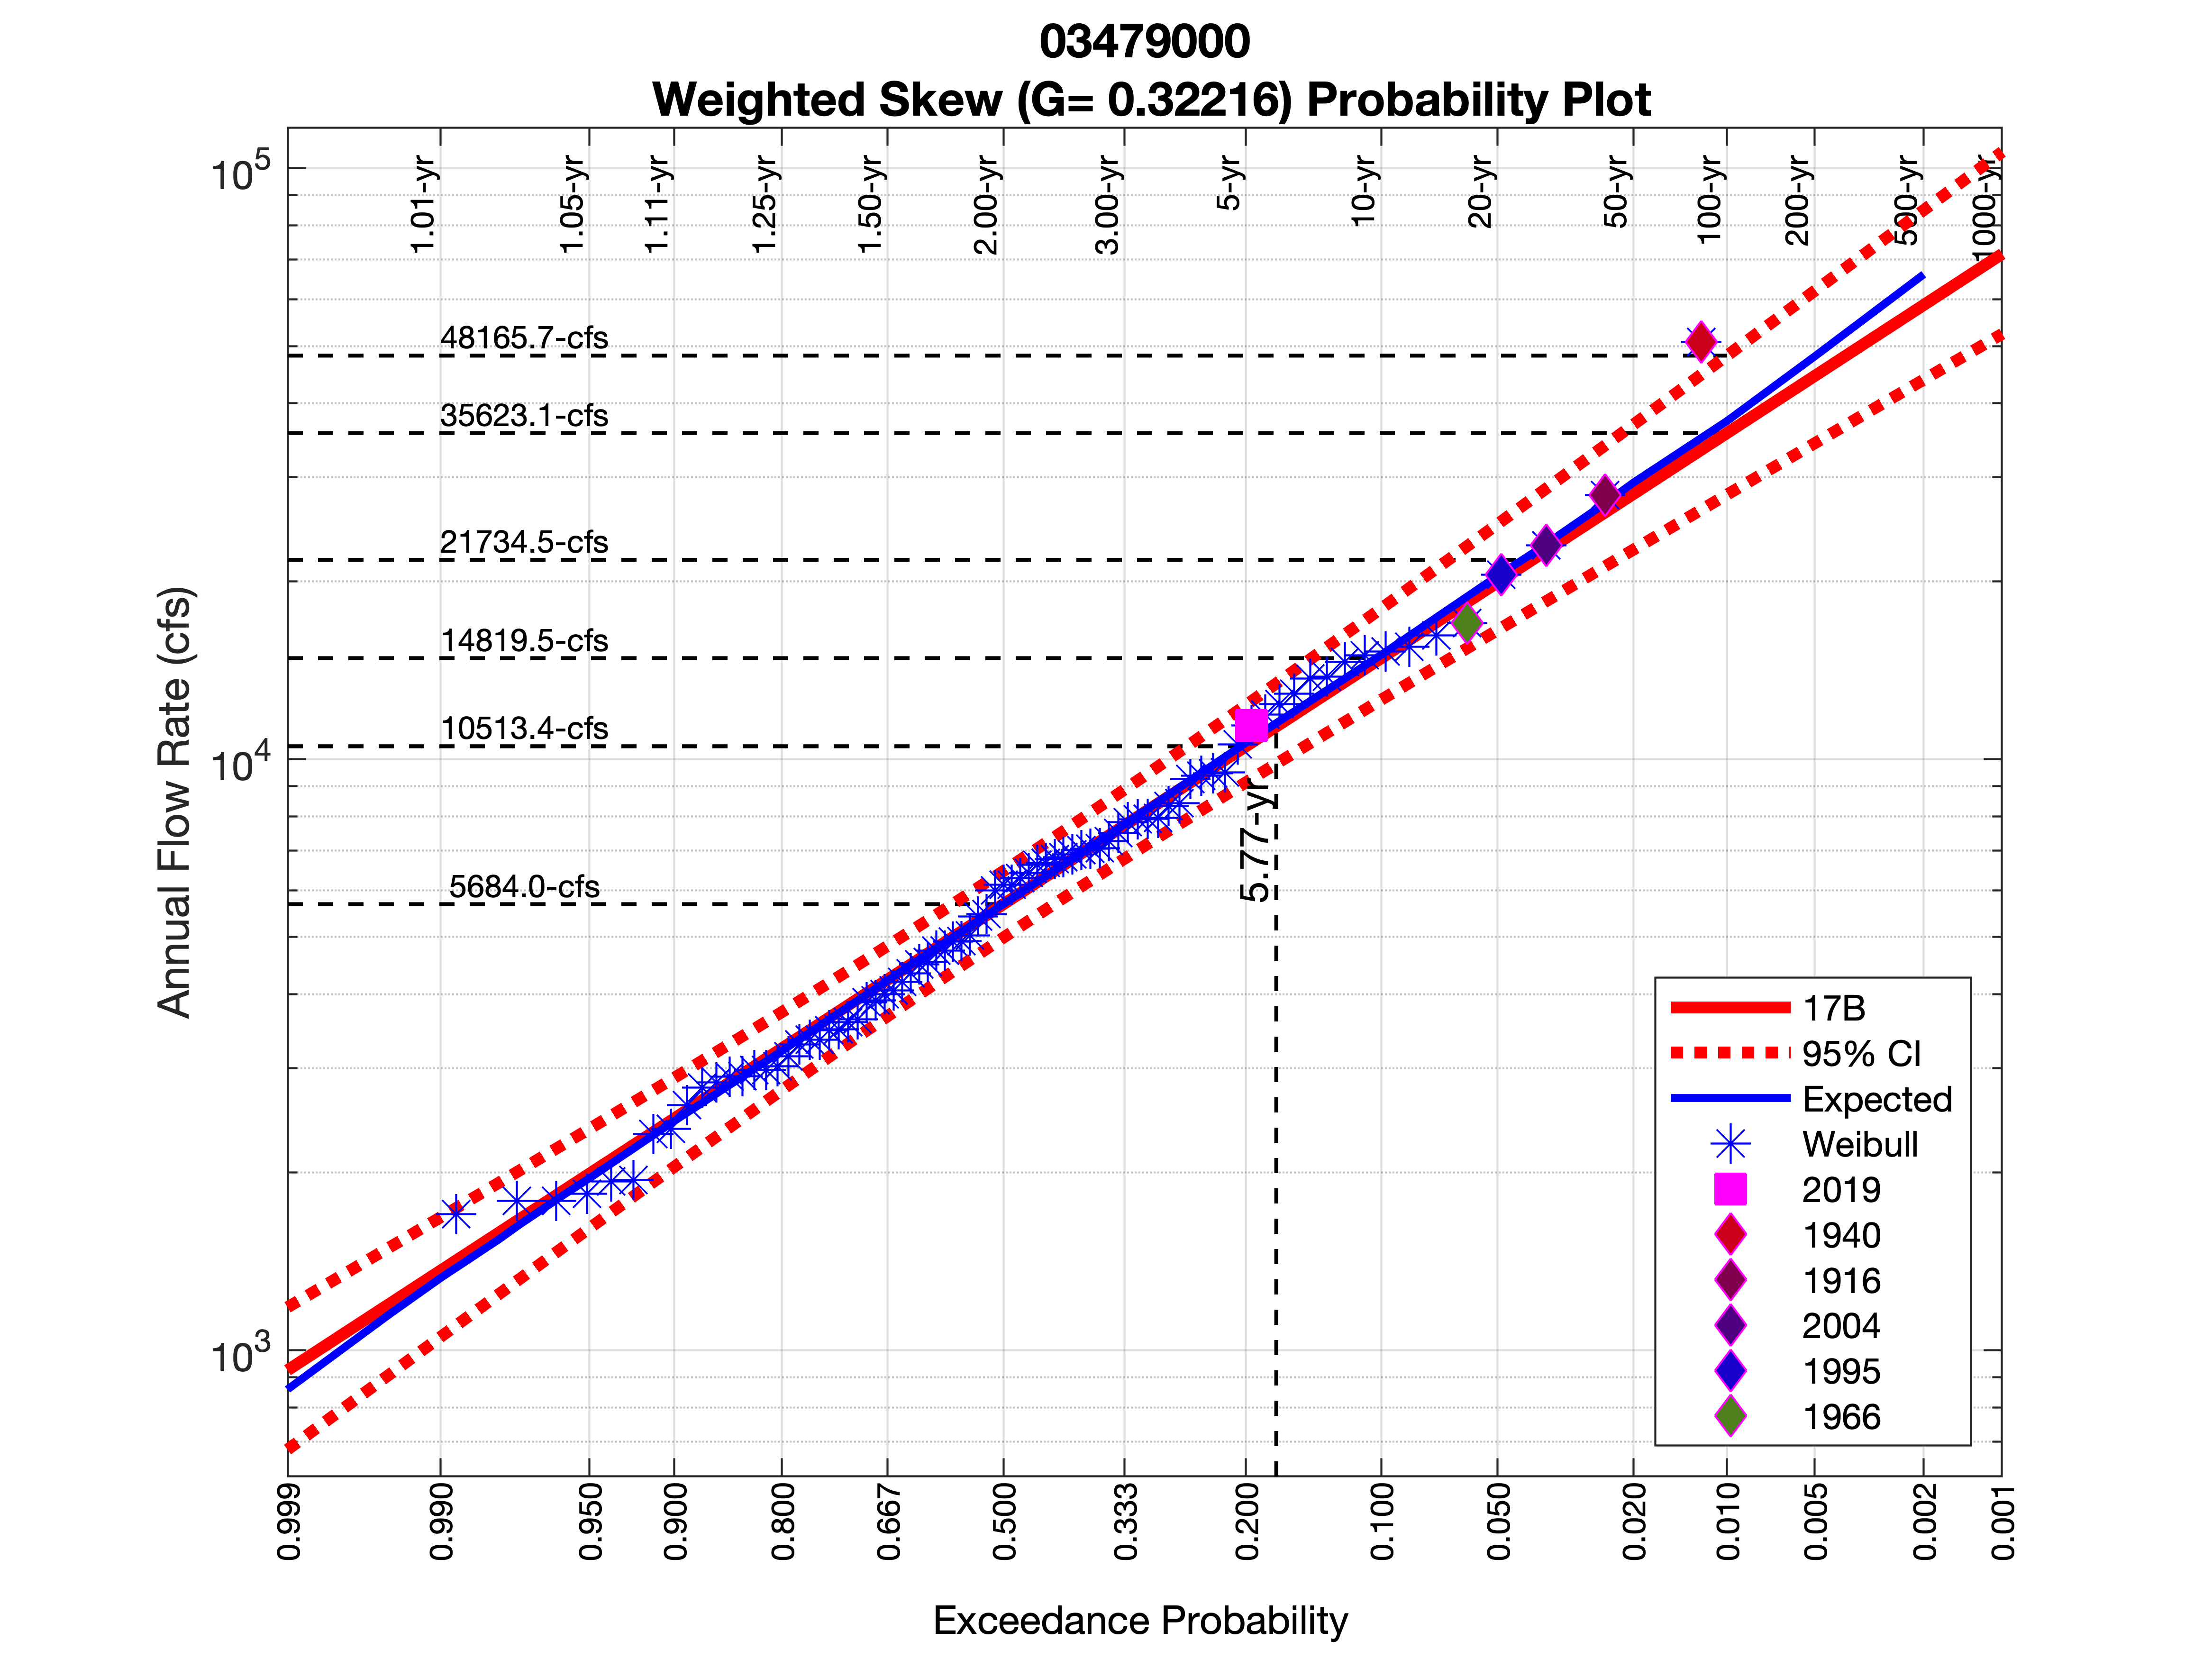 03479000
Weighted Skew (G= 0.32216) Probability Plot
1.01-yr
1.05-yr
1.11-yr
1.25-yr
1.50-yr
2.00-yr
3.00-yr
5-yr
10-yr
20-yr
50-yr
100-yr
200-yr
500-yr
1000-yr
10^5
10^4
10^3
Annual Flow Rate (cfs)
48165.7-cfs
35623.1-cfs
21734.5-cfs
14819.5-cfs
10513.4-cfs
5684.0-cfs
5.777-yr
17B
95% CI
Expected
Weibull
2019
1940
1916
2004
1995
1966
0.999
0.990
0.950
0.900
0.800
0.667
0.500
0.333
0.200
0.100
0.050
0.020
0.010
0.005
0.002
0.001
Exceedance Probability